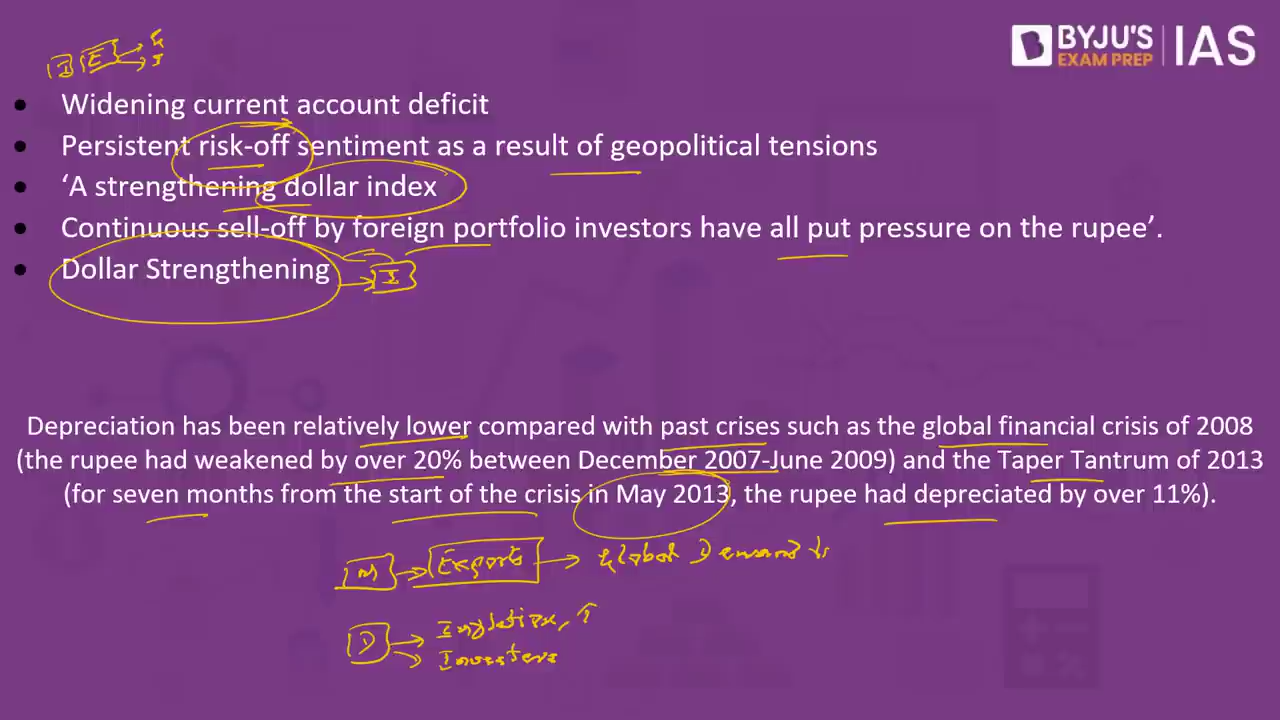 BYJU'S
EXAM PREP
IAS
I E
• Widening current account deficit
• Persistent risk-off sentiment as a result of geopolitical tensions
• ‘A strengthening dollar index
• Continuous sell-off by foreign portfolio investors have all put pressure on the rupee’.
• Dollar Strengthening
I
Depreciation has been relatively lower compared with past crises such as the global financial crisis of 2008
(the rupee had weakened by over 20% between December 2007-June 2009) and the Taper Tantrum of 2013
(for seven months from the start of the crisis in May 2013, the rupee had depreciated by over 11%).
M → Exports → Global Demand ↓
D → Inflation, ↑
→ Investors